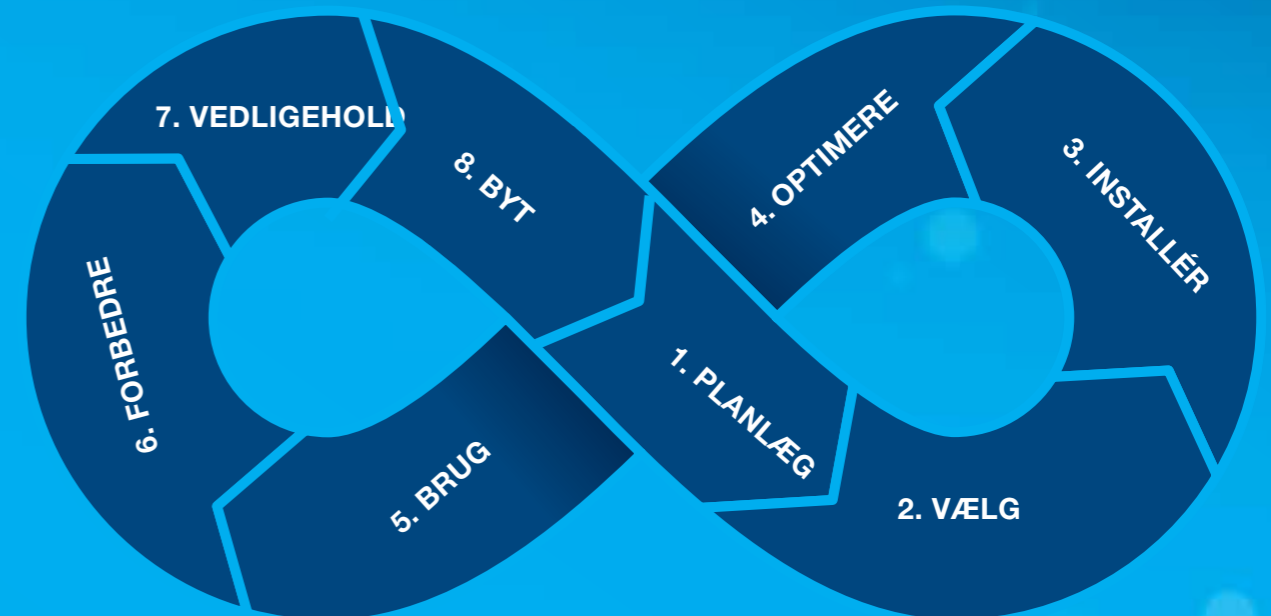 1. PLANLÆG
2. VÆLG
3. INSTALLÉR
4. OPTIMERE
5. BRUG
6. FORBEDRE
7. VEDLIGEHOLD
8. BYT